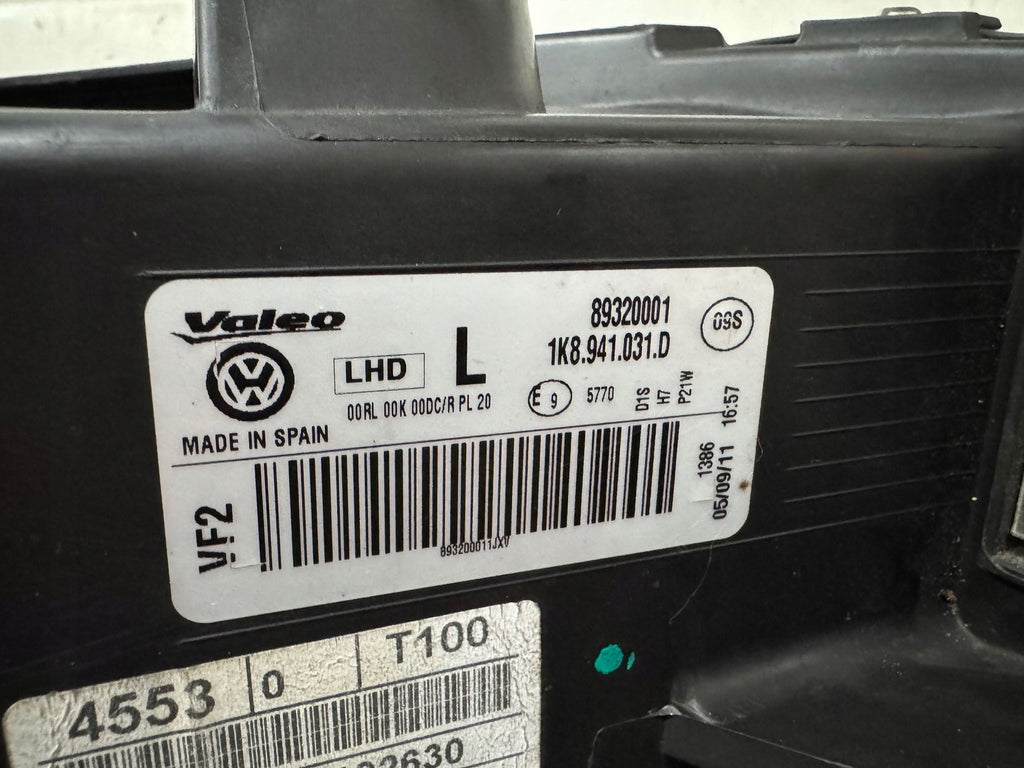 Valeo
LHD
L
89320001
1K8.941.031.D
09S
00RL 00K 00DC/R PL 20
E 9
5770
D1S
H7
P21W
MADE IN SPAIN
VF2
893200011JXV
1386
05/09/11 16:57
4553
0
T100